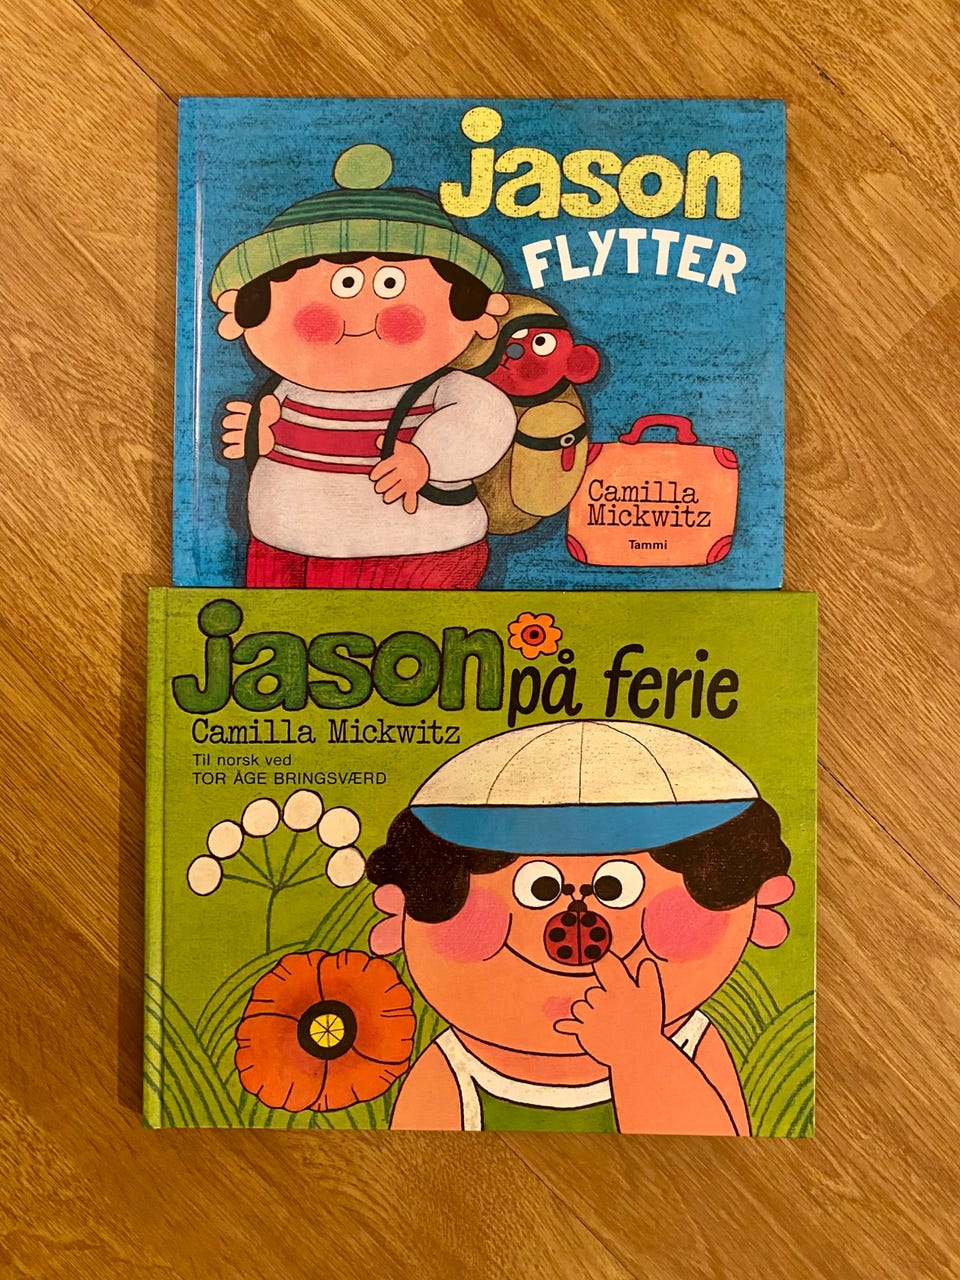 jason
FLYTTER
Camilla
Mickwitz
Tammi
jason på ferie
Camilla Mickwitz
Til norsk ved
TOR ÅGE BRINGSVÆRD